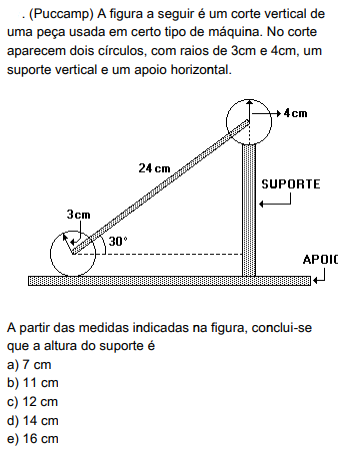 . (Puccamp) A figura a seguir é um corte vertical de
uma peça usada em certo tipo de máquina. No corte
aparecem dois círculos, com raios de 3cm e 4cm, um
suporte vertical e um apoio horizontal.
4cm
24 cm
SUPORTE
3cm
30°
APOIO
A partir das medidas indicadas na figura, conclui-se
que a altura do suporte é
a) 7 cm
b) 11 cm
c) 12 cm
d) 14 cm
e) 16 cm